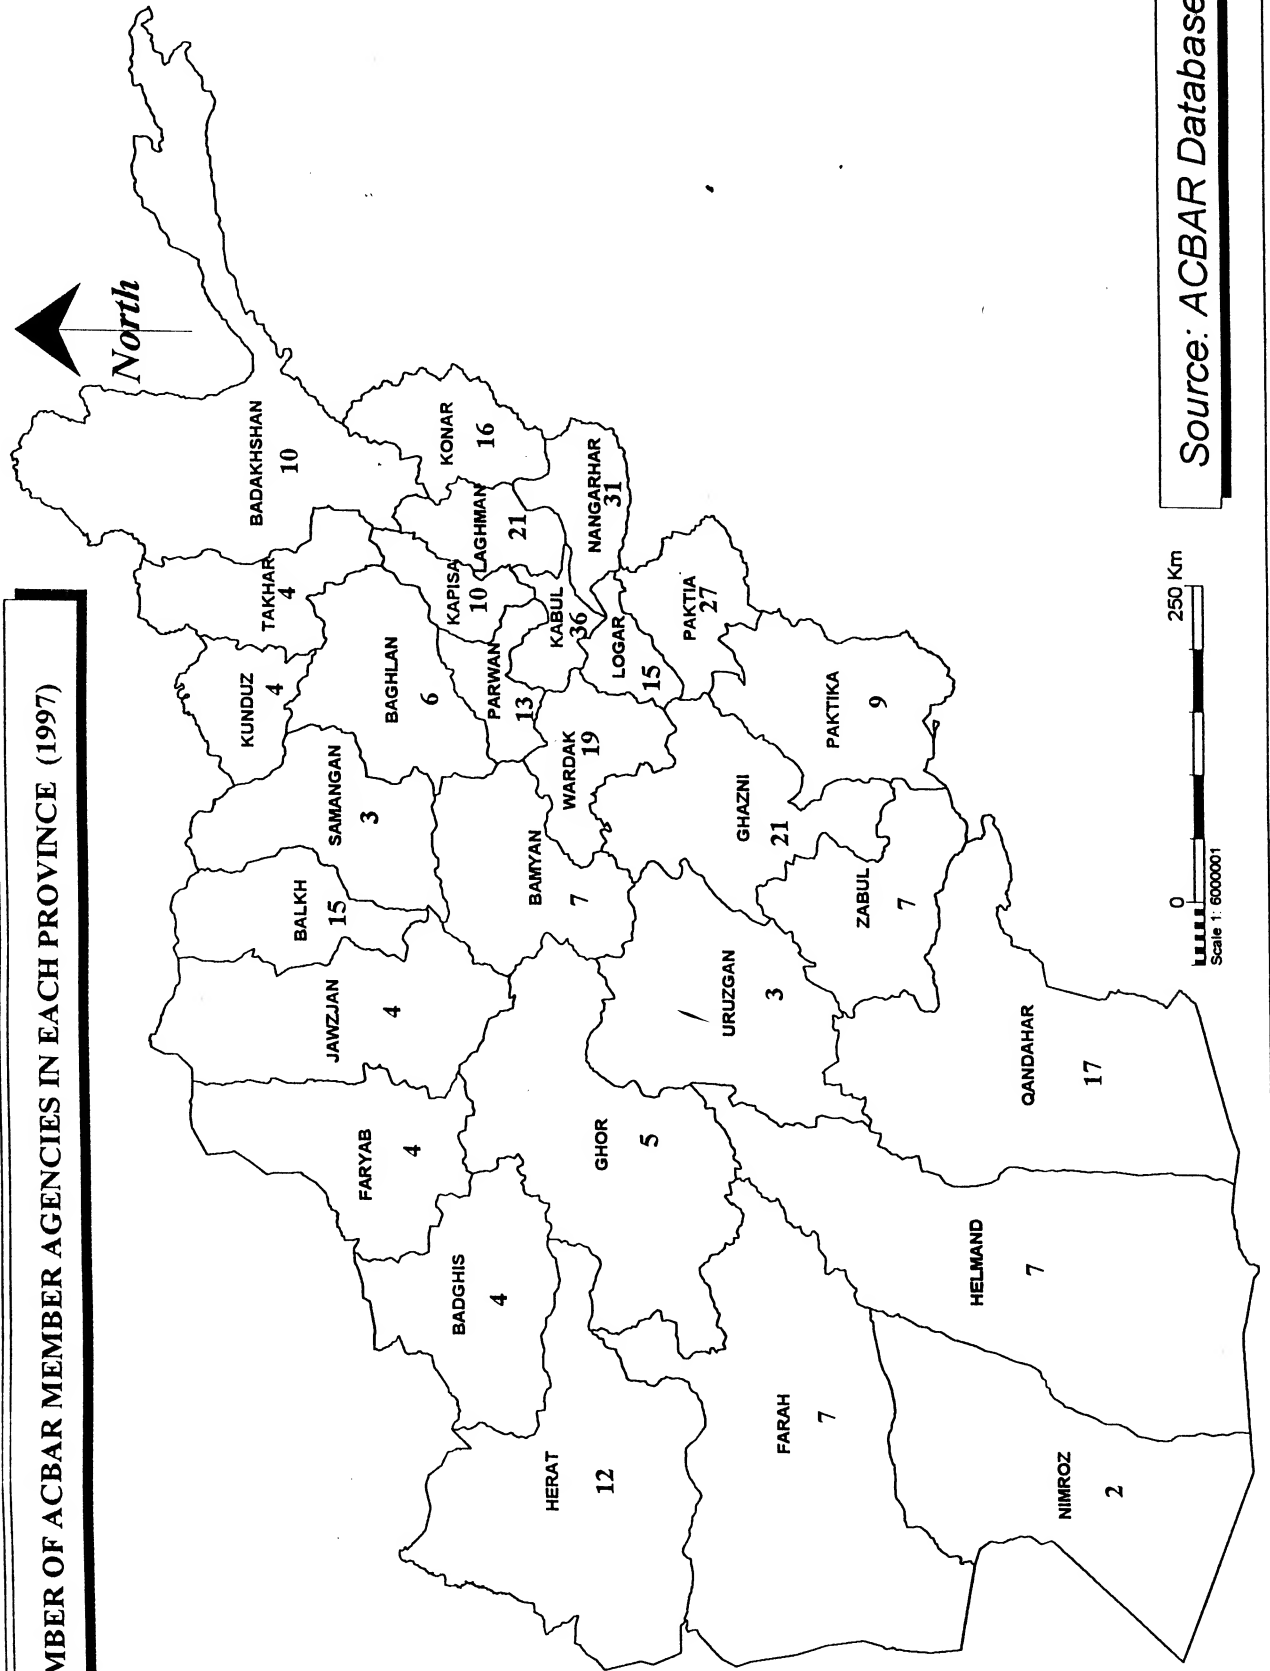 MBER OF ACBAR MEMBER AGENCIES IN EACH PROVINCE (1997)
North
BADAKHSHAN
10
TAKHAR
4
KUNDUZ
4
SAMANGAN
3
BALKH
15
JAWZJAN
4
FARYAB
4
BADGHIS
4
HERAT
12
BAGHLAN
6
KONAR
16
LAGHMAN
21
KAPISA
10
PARWAN
13
KABUL
36
NANGARHAR
31
LOGAR
15
WARDAK
19
BAMYAN
7
GHOR
5
PAKTIA
27
GHAZNI
21
URUZGAN
3
FARAH
7
PAKTIKA
9
ZABUL
7
QANDAHAR
17
HELMAND
7
NIMROZ
2
0
250 Km
Scale 1: 6000001
Source: ACBAR Database